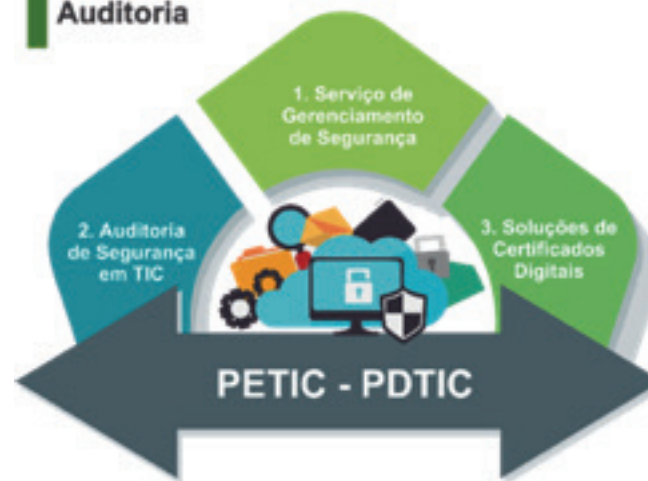 Auditoria
1. Serviço de
Gerenciamento
de Segurança
2. Auditoria
de Segurança
em TIC
3. Soluções de
Certificados
Digitais
PETIC - PDTIC